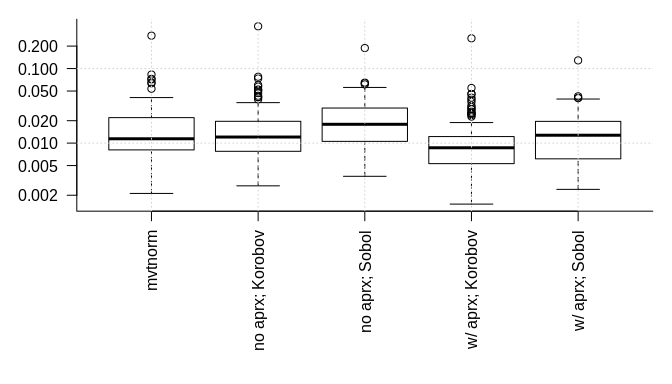 0.200
0.100
0.050
0.020
0.010
0.005
0.002
mvtnorm
no aprx; Korobov
no aprx; Sobol
w/ aprx; Korobov
w/ aprx; Sobol